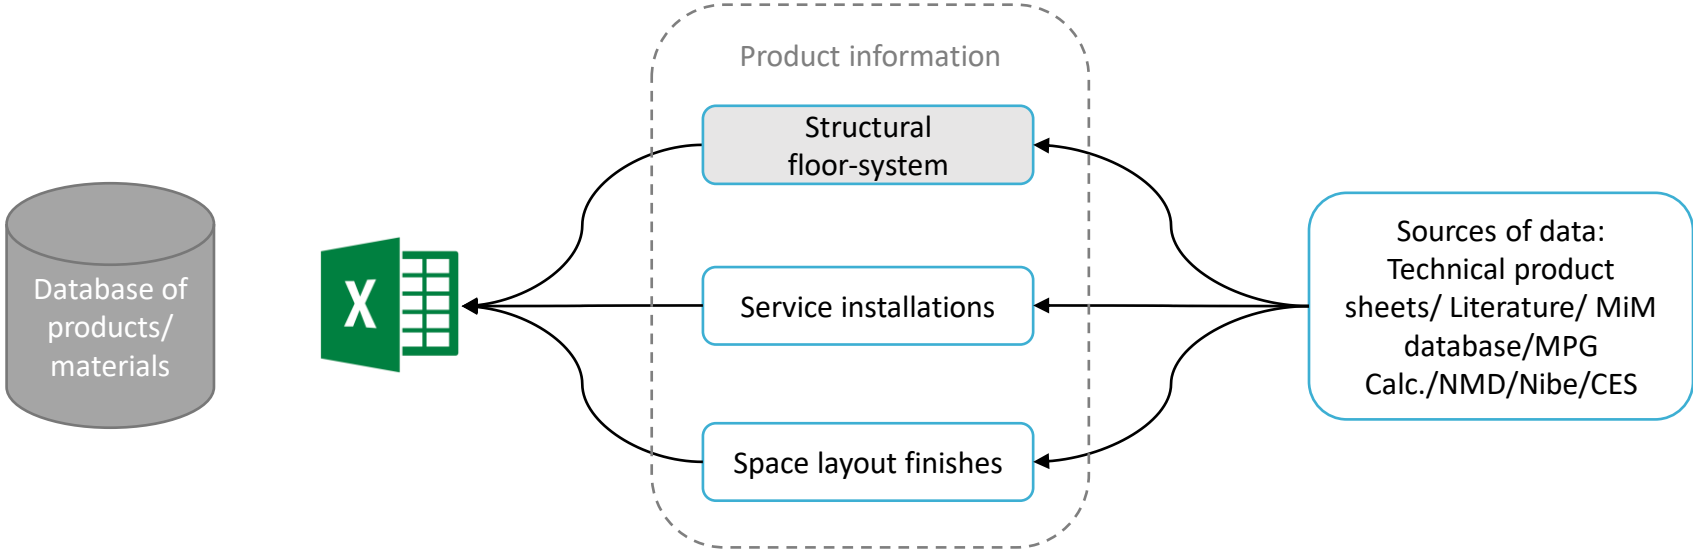 Product information
Structural
floor-system
Database of
products/
materials
X
Service installations
Space layout finishes
Sources of data:
Technical product
sheets/ Literature/ MiM
database/MPG
Calc./NMD/Nibe/CES